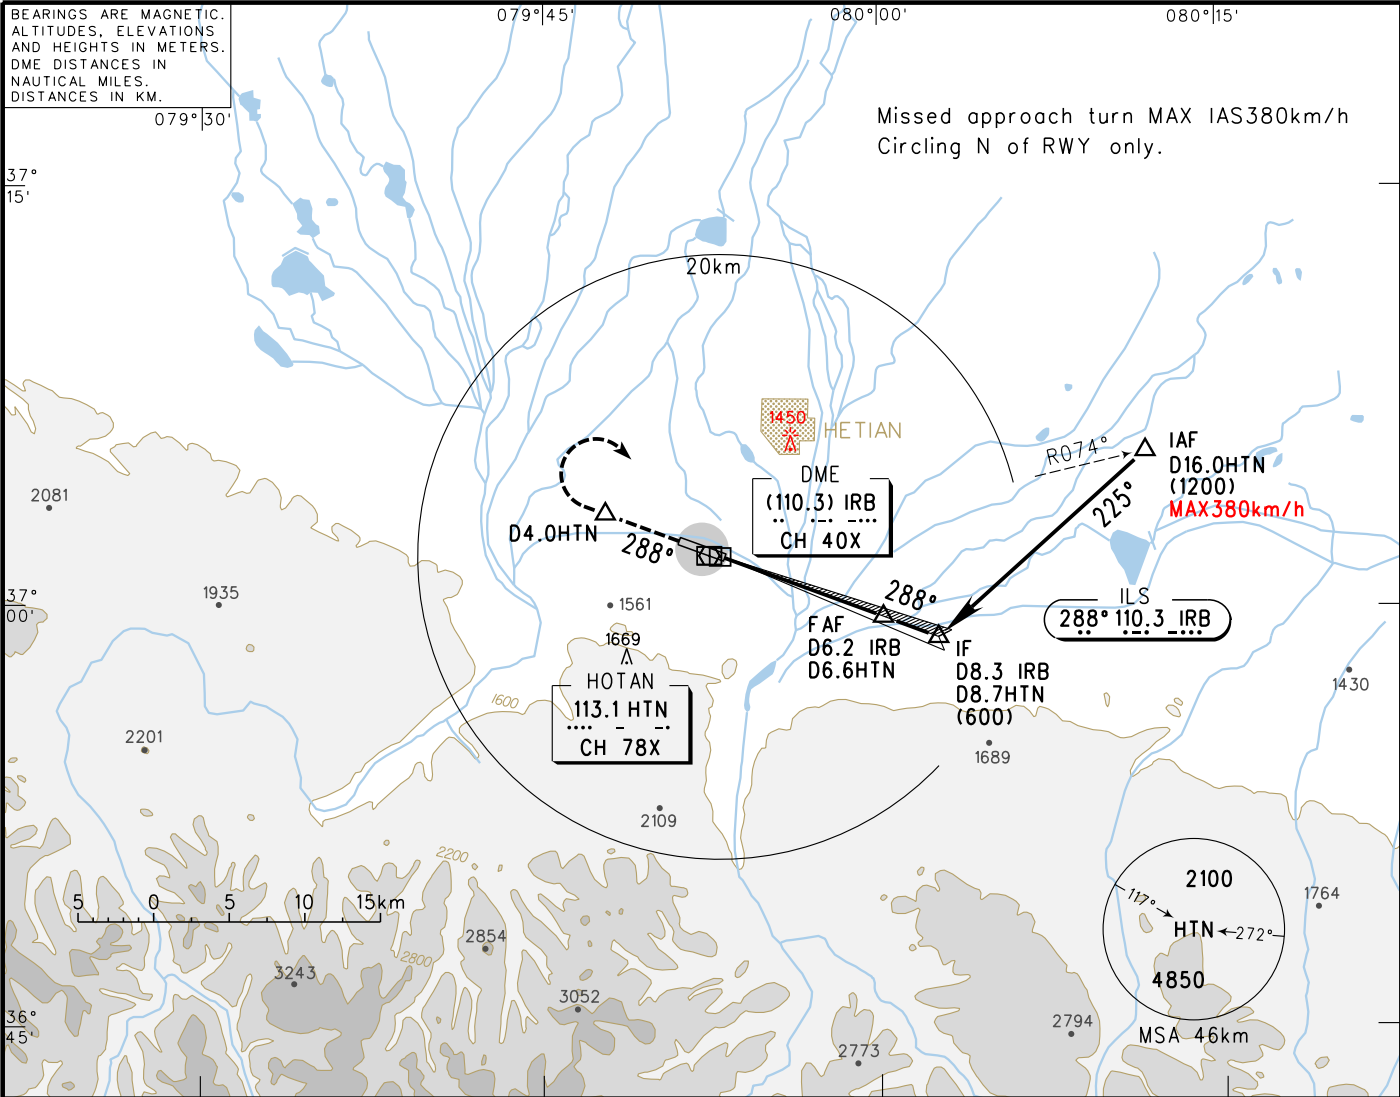 BEARINGS ARE MAGNETIC.
ALTITUDES, ELEVATIONS
AND HEIGHTS IN METERS.
DME DISTANCES IN
NAUTICAL MILES.
DISTANCES IN KM.
079°30'
079°45'
080°00'
080°15'
Missed approach turn MAX IAS380km/h
Circling N of RWY only.
37°
15'
20km
1450
HETIAN
R074°
IAF
D16.0HTN
(1200)
MAX380km/h
225°
DME
(110.3) IRB
CH 40X
2081
D4.0HTN
288°
288°
1935
37°
00'
1561
1669
FAF
D6.2 IRB
D6.6HTN
ILS
288° 110.3 IRB
IF
D8.3 IRB
D8.7HTN
(600)
1430
HOTAN
113.1 HTN
CH 78X
1600
2201
1689
2109
2200
5 0 5 10 15km
2100
117°
HTN
272°
4850
MSA 46km
1764
2854
2800
3243
3052
2794
2773
36°
45'